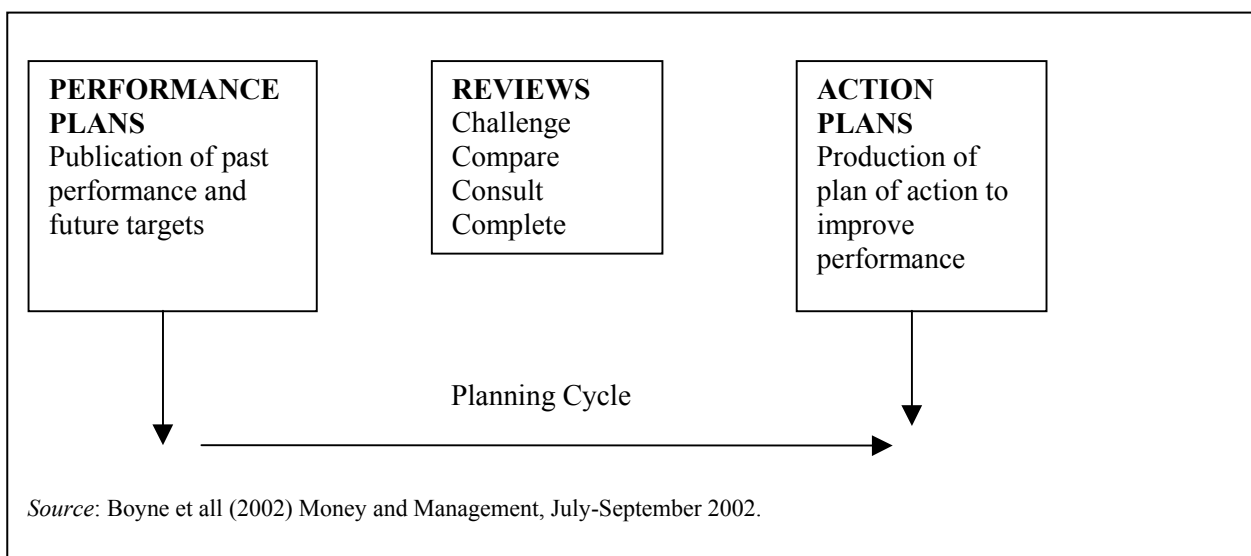 PERFORMANCE
PLANS
Publication of past
performance and
future targets
REVIEWS
Challenge
Compare
Consult
Complete
ACTION
PLANS
Production of
plan of action to
improve
performance
Planning Cycle
Source: Boyne et all (2002) Money and Management, July-September 2002.